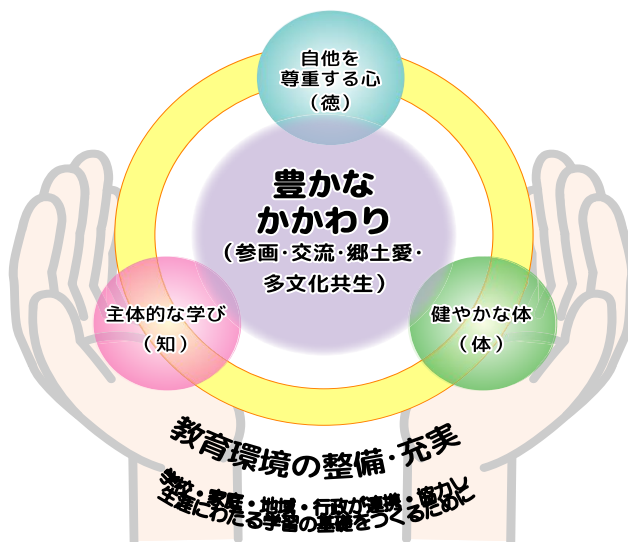 自他を
尊重する心
（徳）
豊かな
かかわり
（参画･交流･郷土愛･
多文化共生）
主体的な学び
（知）
健やかな体
（体）
教育環境の整備･充実
学校・家庭・地域・行政が連携・協力し
生涯にわたる学習の基礎をつくるために